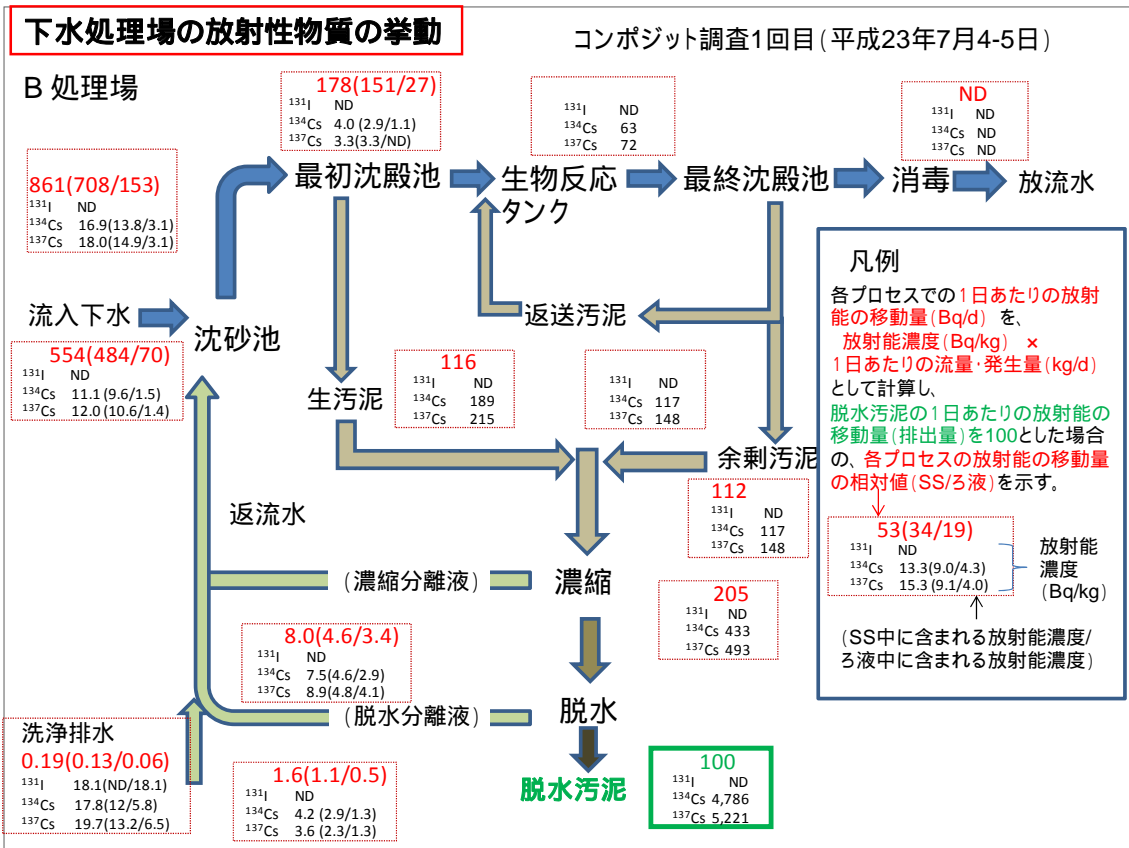 下水処理場の放射性物質の挙動
コンポジット調査1回目(平成23年7月4-5日)
B 処理場
178(151/27)
131I ND
134Cs 4.0 (2.9/1.1)
137Cs 3.3(3.3/ND)
131I ND
134Cs 63
137Cs 72
ND
131I ND
134Cs ND
137Cs ND
861(708/153)
131I ND
134Cs 16.9(13.8/3.1)
137Cs 18.0(14.9/3.1)
最初沈殿池
生物反応
タンク
最終沈殿池
消毒
放流水
流入下水
沈砂池
554(484/70)
131I ND
134Cs 11.1 (9.6/1.5)
137Cs 12.0 (10.6/1.4)
返送汚泥
生汚泥
116
131I ND
134Cs 189
137Cs 215
131I ND
134Cs 117
137Cs 148
余剰汚泥
112
131I ND
134Cs 117
137Cs 148
返流水
(濃縮分離液)
濃縮
205
131I ND
134Cs 433
137Cs 493
8.0(4.6/3.4)
131I ND
134Cs 7.5(4.6/2.9)
137Cs 8.9(4.8/4.1)
(脱水分離液)
脱水
洗浄排水
0.19(0.13/0.06)
131I 18.1(ND/18.1)
134Cs 17.8(12/5.8)
137Cs 19.7(13.2/6.5)
1.6(1.1/0.5)
131I ND
134Cs 4.2 (2.9/1.3)
137Cs 3.6 (2.3/1.3)
脱水汚泥
100
131I ND
134Cs 4,786
137Cs 5,221
凡例
各プロセスでの1日あたりの放射
能の移動量(Bq/d) を、
放射能濃度(Bq/kg) ×
1日あたりの流量・発生量(kg/d)
として計算し、
脱水汚泥の1日あたりの放射能の
移動量(排出量)を100とした場合
の、各プロセスの放射能の移動量
の相対値(SS/ろ液)を示す。
53(34/19)
131I ND
134Cs 13.3(9.0/4.3)
137Cs 15.3 (9.1/4.0)
放射能
濃度
(Bq/kg)
(SS中に含まれる放射能濃度/
ろ液中に含まれる放射能濃度)